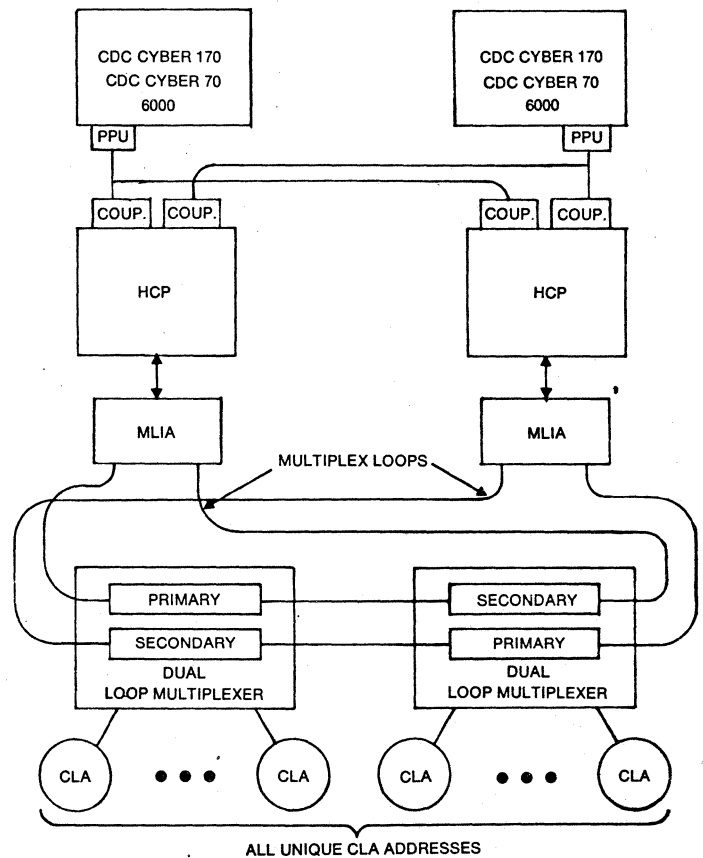 CDC CYBER 170
CDC CYBER 70
6000
PPU
CDC CYBER 170
CDC CYBER 70
6000
PPU
COUP.
COUP.
COUP.
COUP.
HCP
HCP
MLIA
MLIA
MULTIPLEX LOOPS
PRIMARY
SECONDARY
DUAL
LOOP MULTIPLEXER
SECONDARY
PRIMARY
DUAL
LOOP MULTIPLEXER
CLA
CLA
CLA
CLA
ALL UNIQUE CLA ADDRESSES